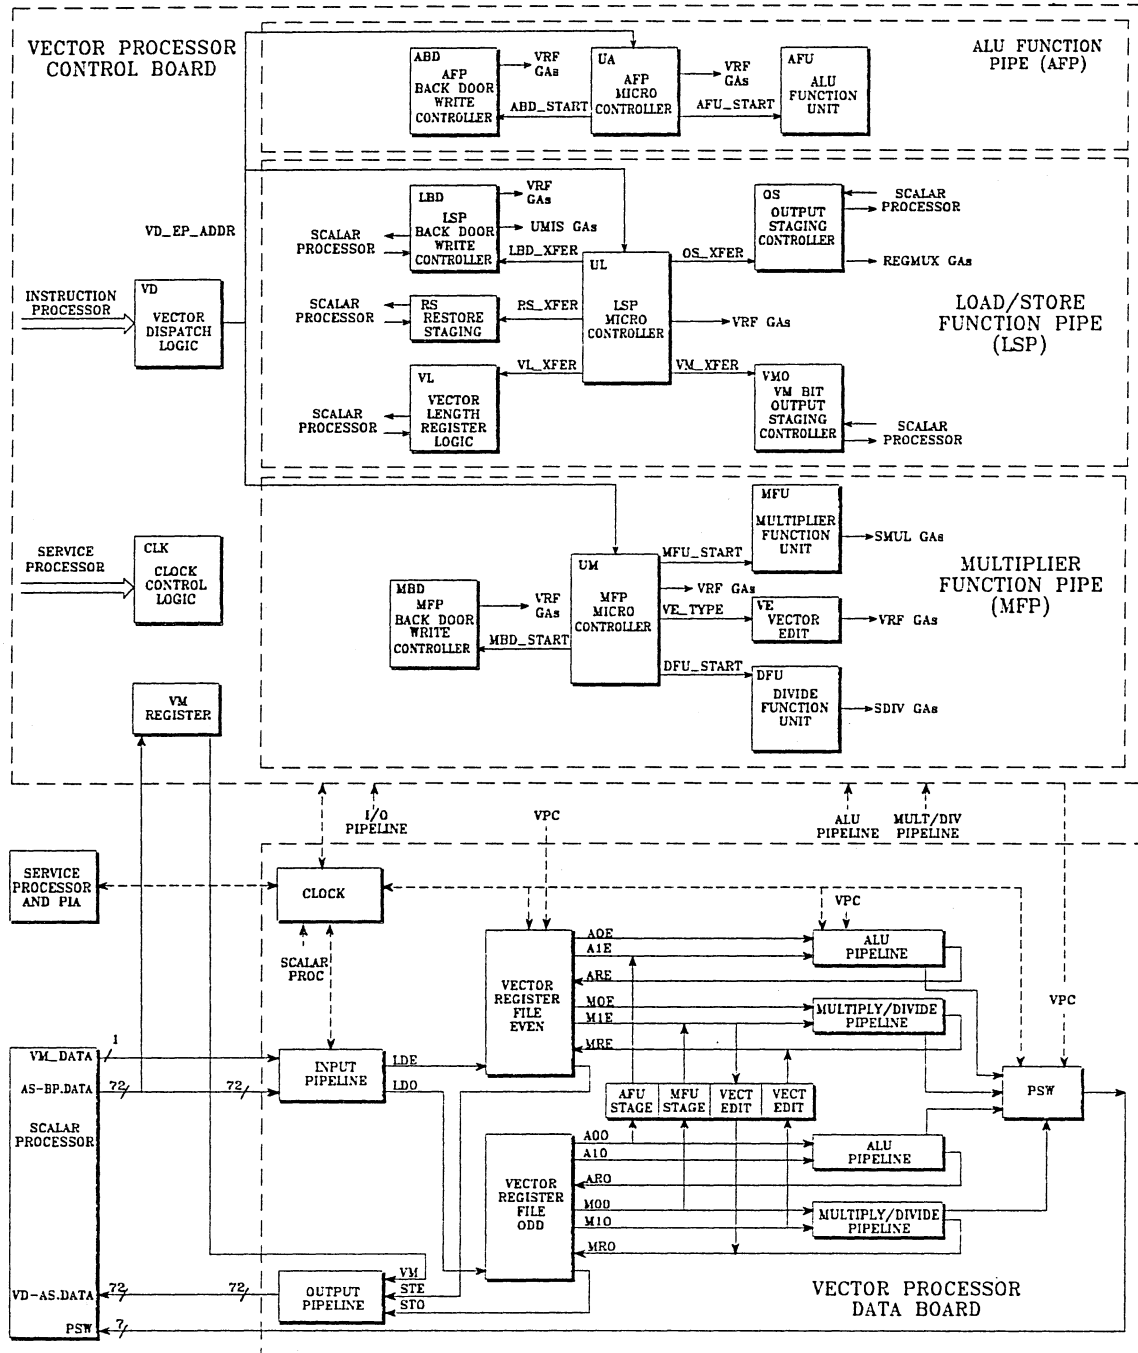 VECTOR PROCESSOR
CONTROL BOARD
ALU FUNCTION
PIPE (AFP)
ABD
AFP
BACK DOOR
WRITE
CONTROLLER
VRF
GAs
ABD_START
UA
AFP
MICRO
CONTROLLER
VRF
GAs
AFU_START
AFU
ALU
FUNCTION
UNIT
VD_EP_ADDR
INSTRUCTION
PROCESSOR
VD
VECTOR
DISPATCH
LOGIC
LBD
LSP
BACK DOOR
WRITE
CONTROLLER
VRF
GAs
UMIS GAs
SCALAR
PROCESSOR
LBD_XFER
UL
LSP
MICRO
CONTROLLER
OS_XFER
OS
OUTPUT
STAGING
CONTROLLER
SCALAR
PROCESSOR
REGMUX GAs
SCALAR
PROCESSOR
RS
RESTORE
STAGING
RS_XFER
VRF GAs
LOAD/STORE
FUNCTION PIPE
(LSP)
VL_XFER
VL
VECTOR
LENGTH
REGISTER
LOGIC
SCALAR
PROCESSOR
VM_XFER
VMO
VM BIT
OUTPUT
STAGING
CONTROLLER
SCALAR
PROCESSOR
SERVICE
PROCESSOR
CLK
CLOCK
CONTROL
LOGIC
MBD
MFP
BACK DOOR
WRITE
CONTROLLER
VRF
GAs
MBD_START
UM
MFP
MICRO
CONTROLLER
MFU_START
MFU
MULTIPLIER
FUNCTION
UNIT
SMUL GAs
VRF GAs
VE_TYPE
VE
VECTOR
EDIT
VRF GAs
DFU_START
DFU
DIVIDE
FUNCTION
UNIT
SDIV GAs
MULTIPLIER
FUNCTION PIPE
(MFP)
VM
REGISTER
I/O
PIPELINE
VPC
ALU
PIPELINE
MULT/DIV
PIPELINE
SERVICE
PROCESSOR
AND PIA
CLOCK
SCALAR
PROC
VPC
VPC
VECTOR
REGISTER
FILE
EVEN
A0E
A1E
ARE
M0E
M1E
MRE
ALU
PIPELINE
MULTIPLY/DIVIDE
PIPELINE
VM_DATA
1
AS-BP.DATA
72
72
INPUT
PIPELINE
LDE
LDO
AFU
STAGE
MFU
STAGE
VECT
EDIT
VECT
EDIT
PSW
SCALAR
PROCESSOR
VECTOR
REGISTER
FILE
ODD
A0O
A1O
ARO
M0O
M1O
MRO
ALU
PIPELINE
MULTIPLY/DIVIDE
PIPELINE
VD-AS.DATA
72
72
OUTPUT
PIPELINE
VM
STE
STO
PSW
7
VECTOR PROCESSOR
DATA BOARD